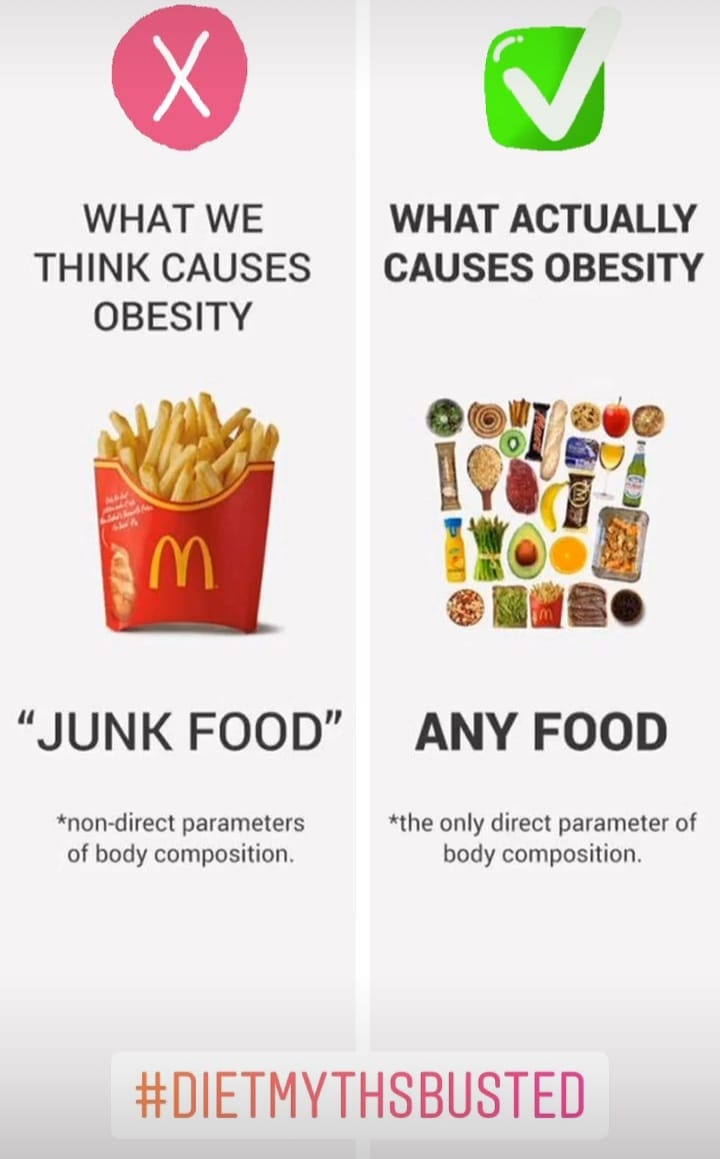 X
WHAT WE
THINK CAUSES
OBESITY
“JUNK FOOD”
*non-direct parameters
of body composition.
WHAT ACTUALLY
CAUSES OBESITY
ANY FOOD
*the only direct parameter of
body composition.
#DIETMYTHSBUSTED